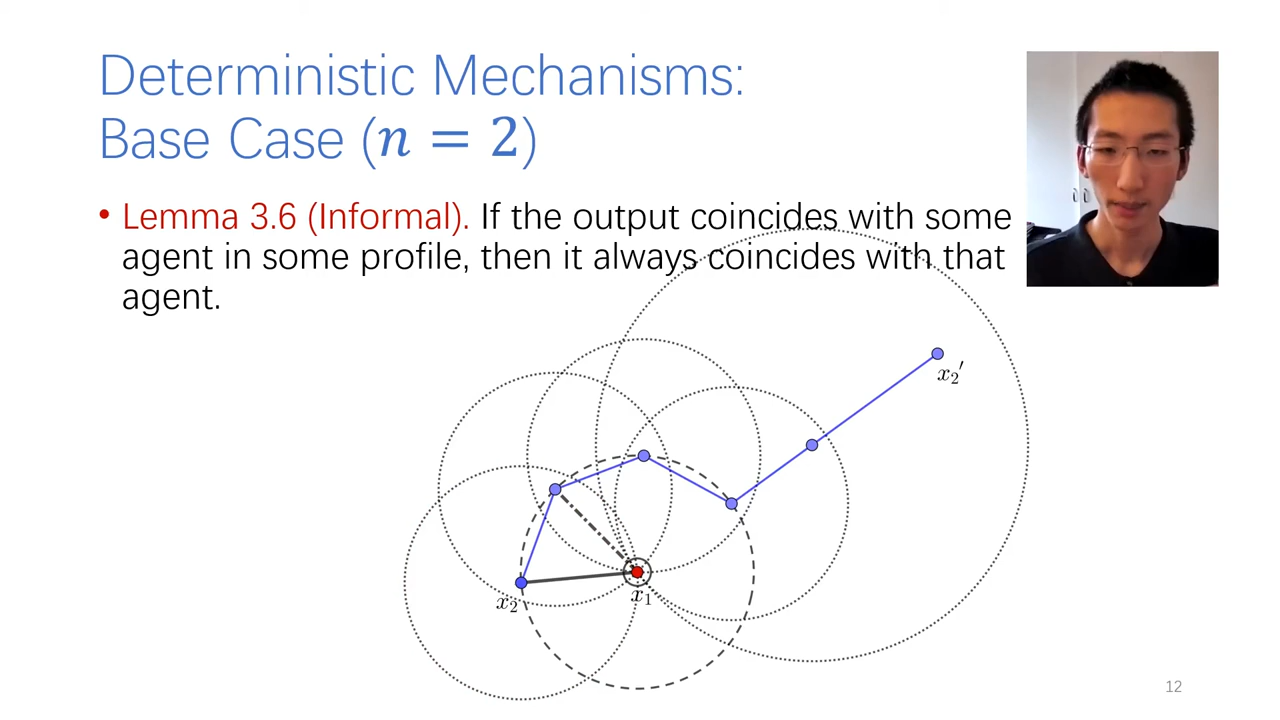 Deterministic Mechanisms:
Base Case (𝑛 = 2)
• Lemma 3.6 (Informal). If the output coincides with some
agent in some profile, then it always coincides with that
agent.
x₂′
x₂
x₁
12